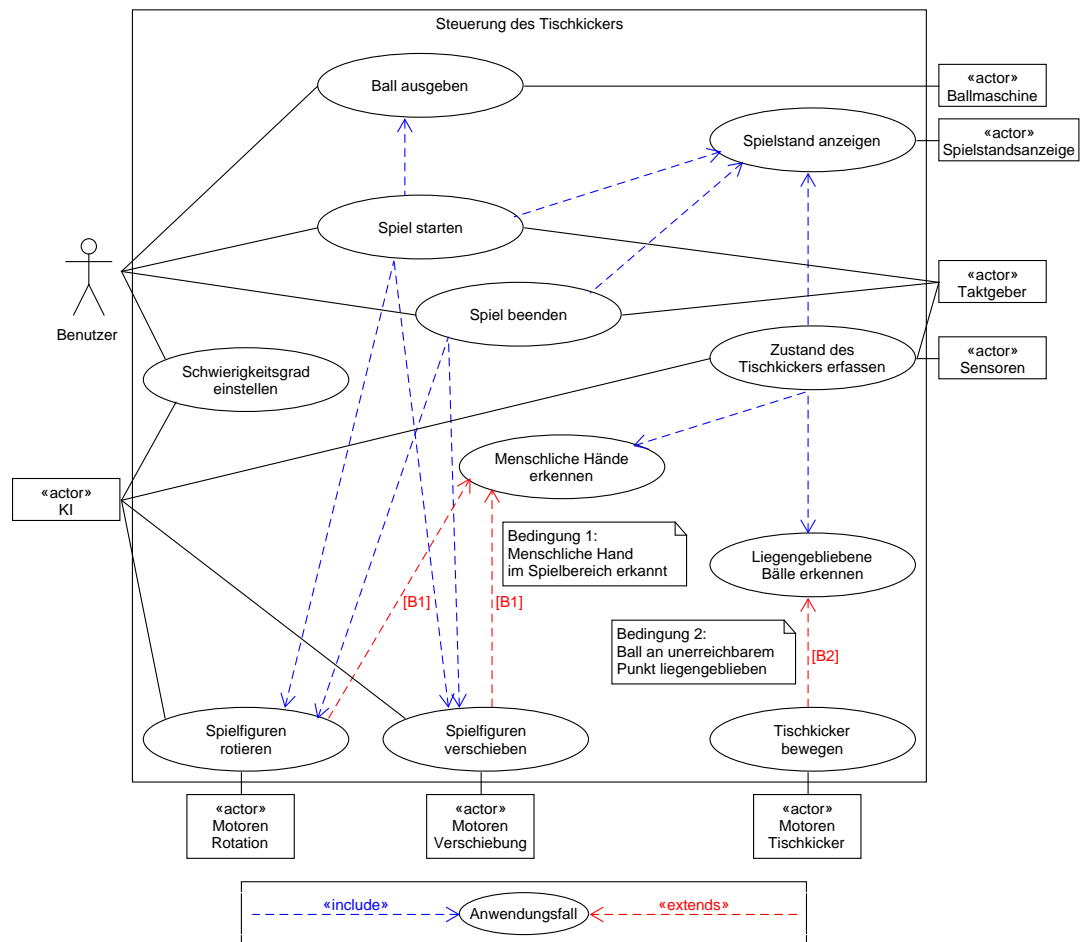 Steuerung des Tischkickers
Ball ausgeben
«actor»
Ballmaschine
Spielstand anzeigen
«actor»
Spielstandsanzeige
Spiel starten
Benutzer
«actor»
Taktgeber
Spiel beenden
Zustand des
Tischkickers erfassen
«actor»
Sensoren
Schwierigkeitsgrad
einstellen
Menschliche Hände
erkennen
«actor»
KI
Bedingung 1:
Menschliche Hand
im Spielbereich erkannt
Liegengebliebene
Bälle erkennen
[B1]
[B1]
Bedingung 2:
Ball an unerreichbarem
Punkt liegengeblieben
[B2]
Spielfiguren
rotieren
Spielfiguren
verschieben
Tischkicker
bewegen
«actor»
Motoren
Rotation
«actor»
Motoren
Verschiebung
«actor»
Motoren
Tischkicker
«include»
Anwendungsfall
«extends»